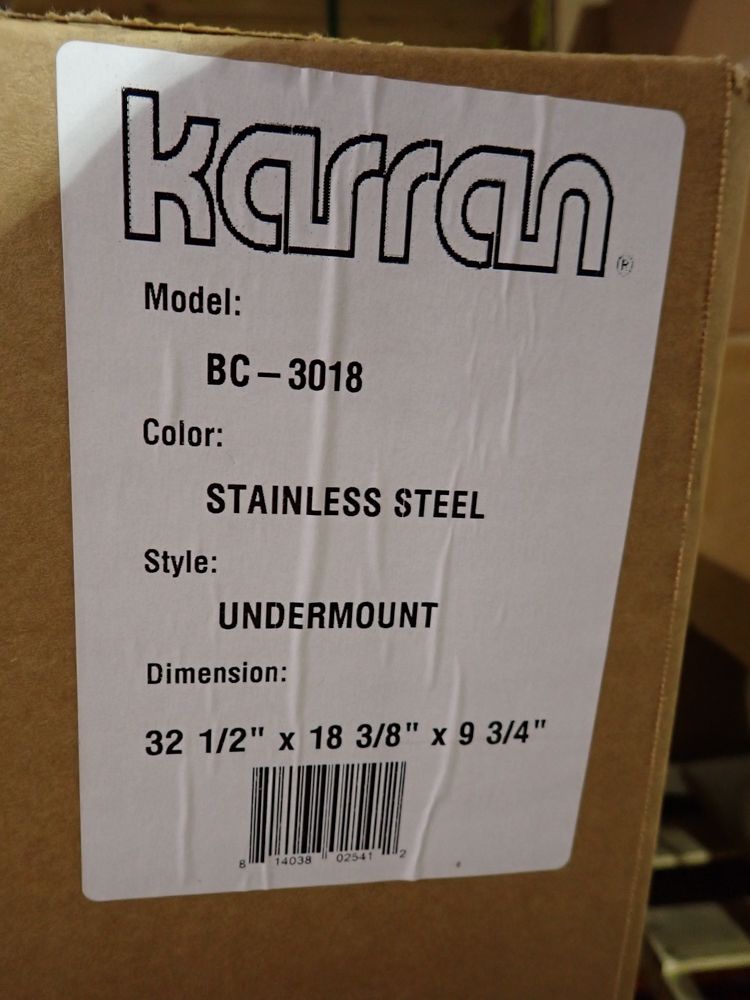 karran ®
Model:
BC-3018
Color:
STAINLESS STEEL
Style:
UNDERMOUNT
Dimension:
32 1/2" x 18 3/8" x 9 3/4"
8 14038 02541 2